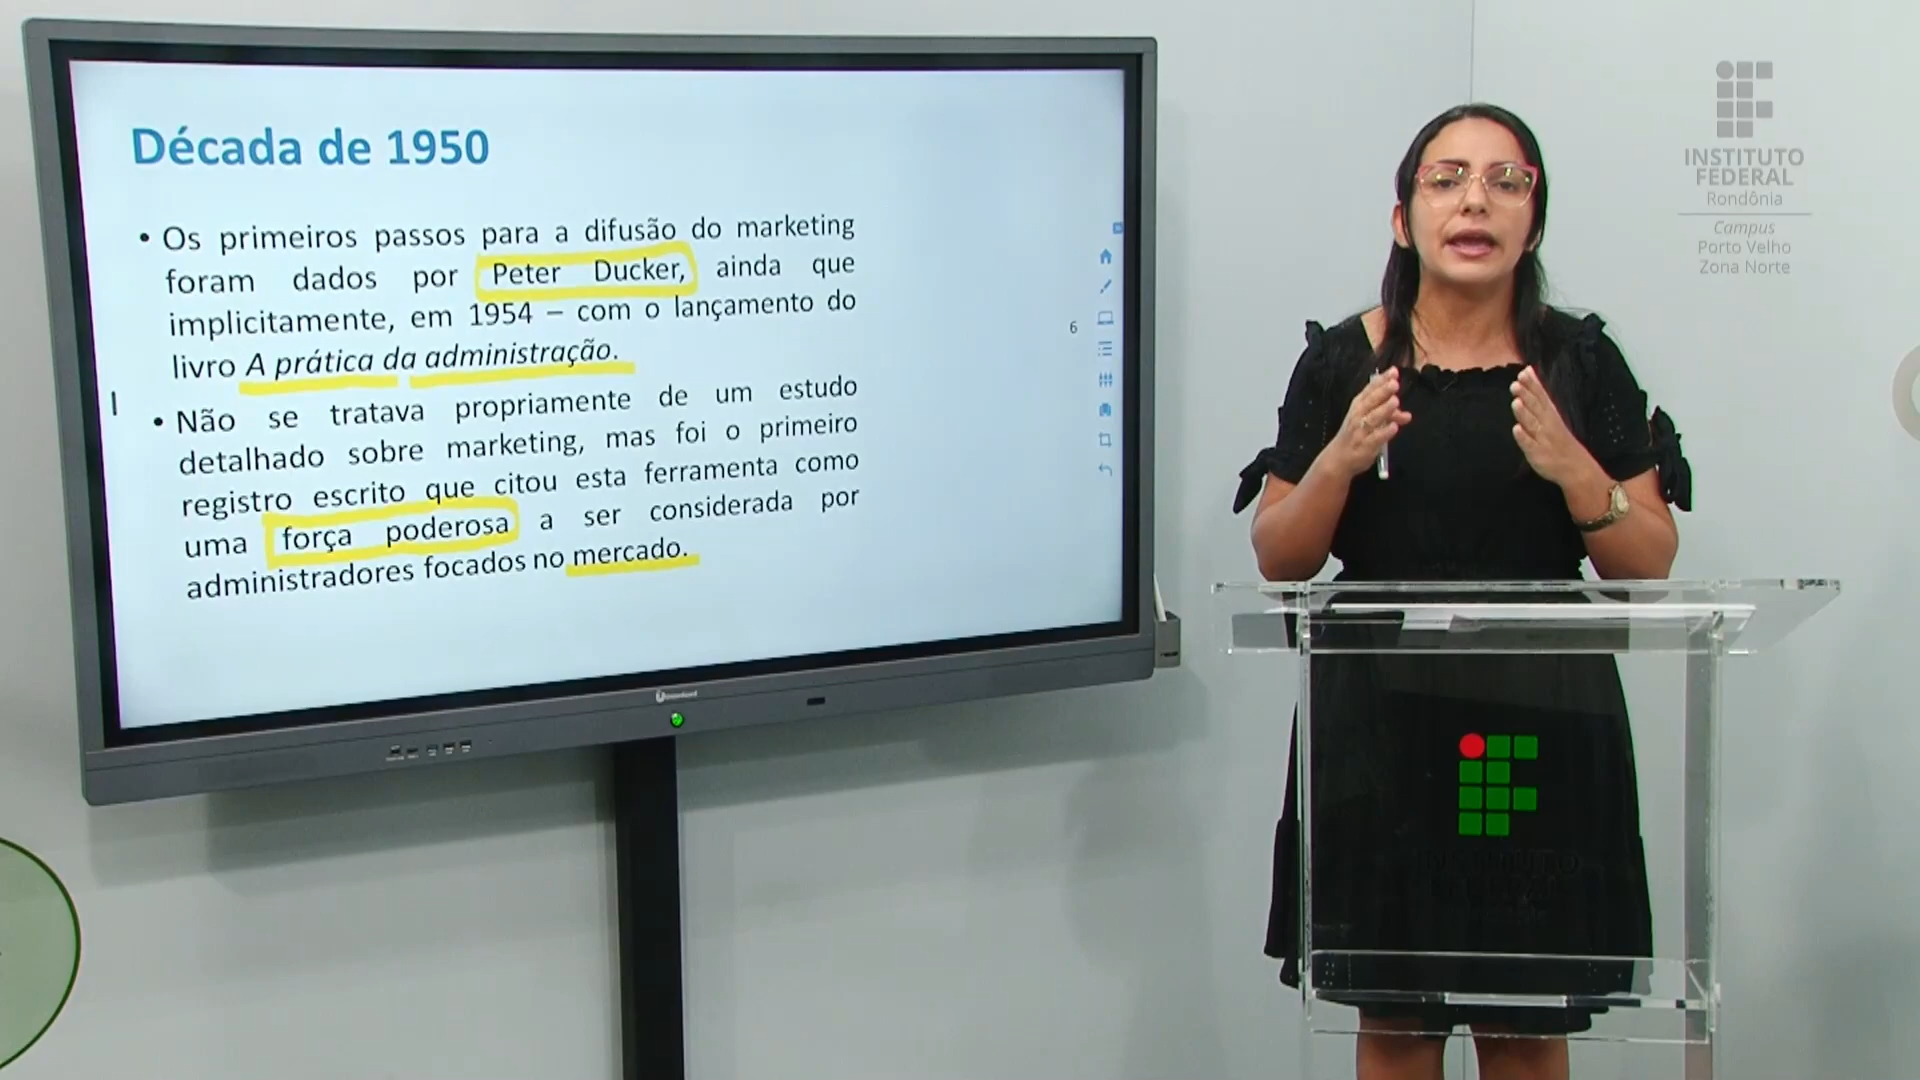 Década de 1950
• Os primeiros passos para a difusão do marketing
foram dados por Peter Ducker, ainda que
implicitamente, em 1954 – com o lançamento do
livro A prática da administração.
• Não se tratava propriamente de um estudo
detalhado sobre marketing, mas foi o primeiro
registro escrito que citou esta ferramenta como
uma força poderosa a ser considerada por
administradores focados no mercado.
6
INSTITUTO
FEDERAL
Rondônia
Campus
Porto Velho
Zona Norte
INSTITUTO
FEDERAL